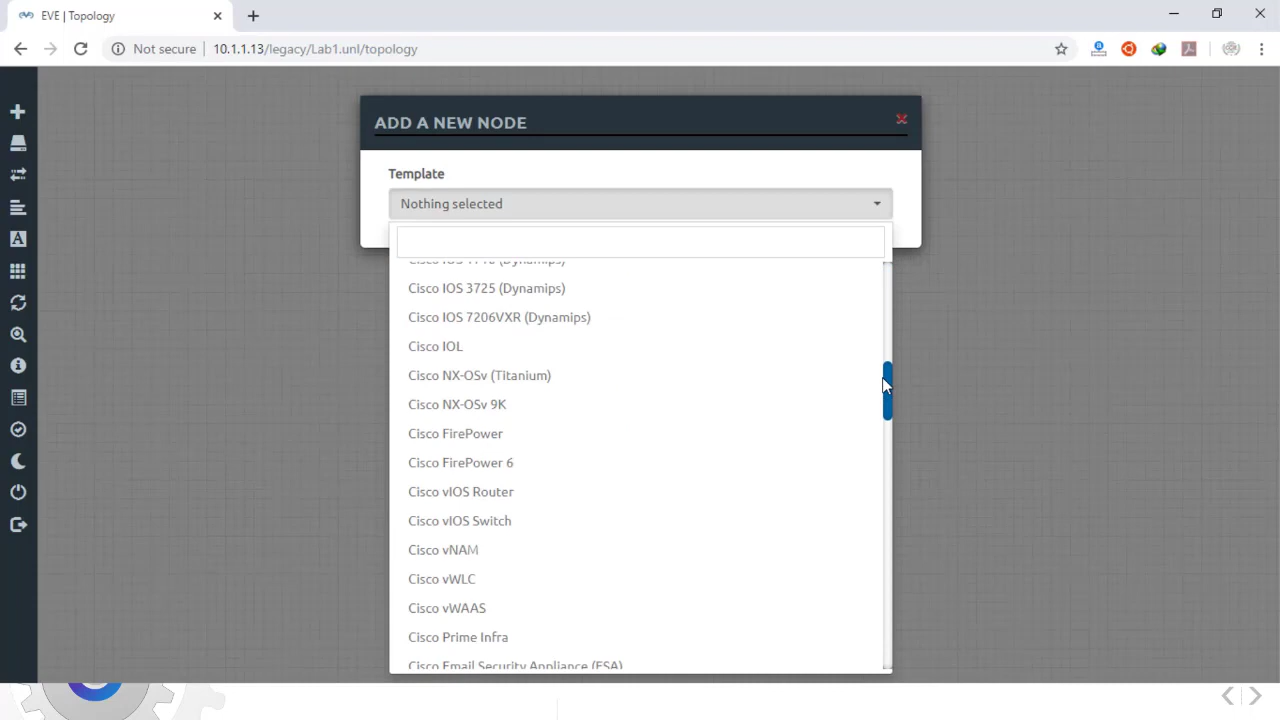 EVE | Topology
Not secure
10.1.1.13/legacy/Lab1.unl/topology
ADD A NEW NODE
Template
Nothing selected
Cisco IOS (Dynamips)
Cisco IOS 3725 (Dynamips)
Cisco IOS 7206VXR (Dynamips)
Cisco IOL
Cisco NX-OSv (Titanium)
Cisco NX-OSv 9K
Cisco FirePower
Cisco FirePower 6
Cisco vIOS Router
Cisco vIOS Switch
Cisco vNAM
Cisco vWLC
Cisco vWAAS
Cisco Prime Infra
Cisco Email Security Appliance (ESA)